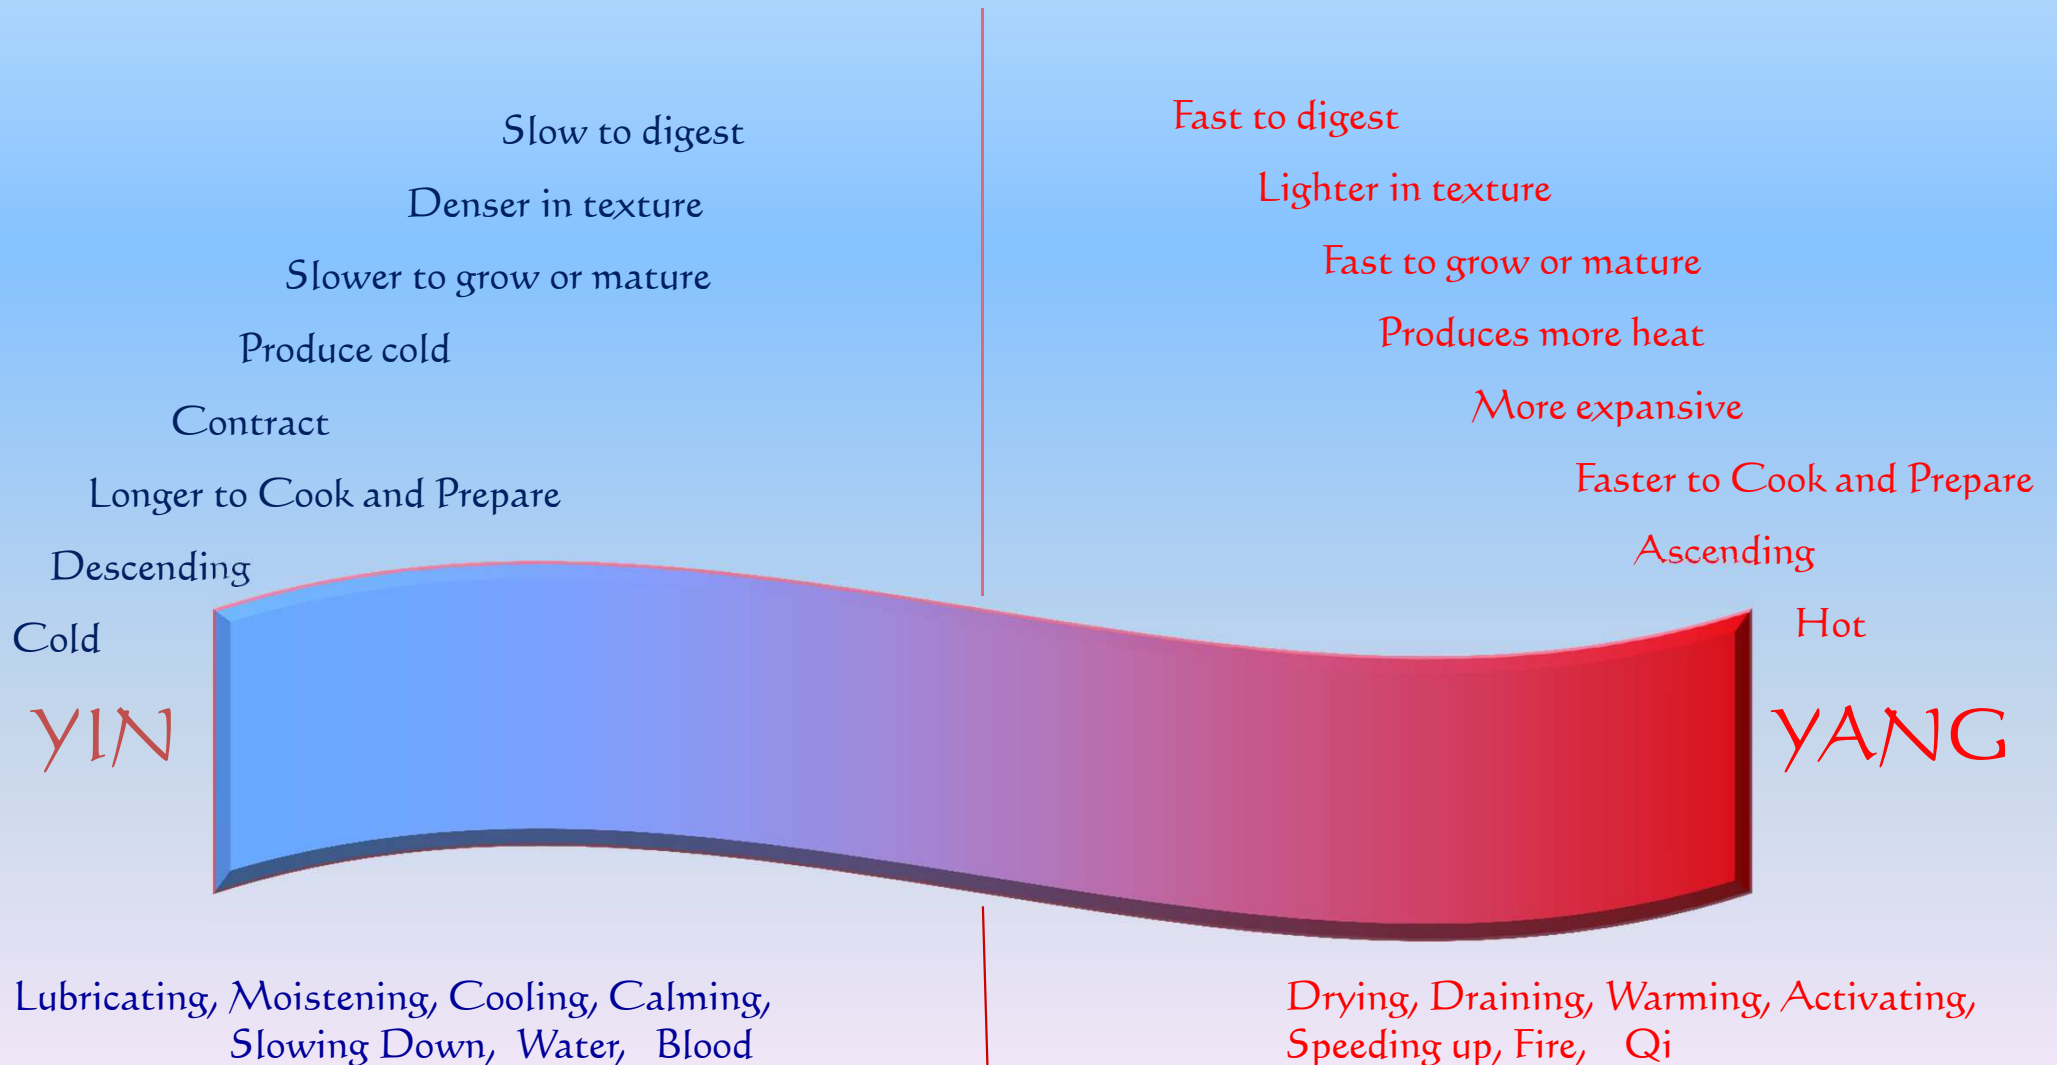 Slow to digest
Denser in texture
Slower to grow or mature
Produce cold
Contract
Longer to Cook and Prepare
Descending
Cold
YIN
Lubricating, Moistening, Cooling, Calming,
Slowing Down, Water, Blood
Fast to digest
Lighter in texture
Fast to grow or mature
Produces more heat
More expansive
Faster to Cook and Prepare
Ascending
Hot
YANG
Drying, Draining, Warming, Activating,
Speeding up, Fire, Qi